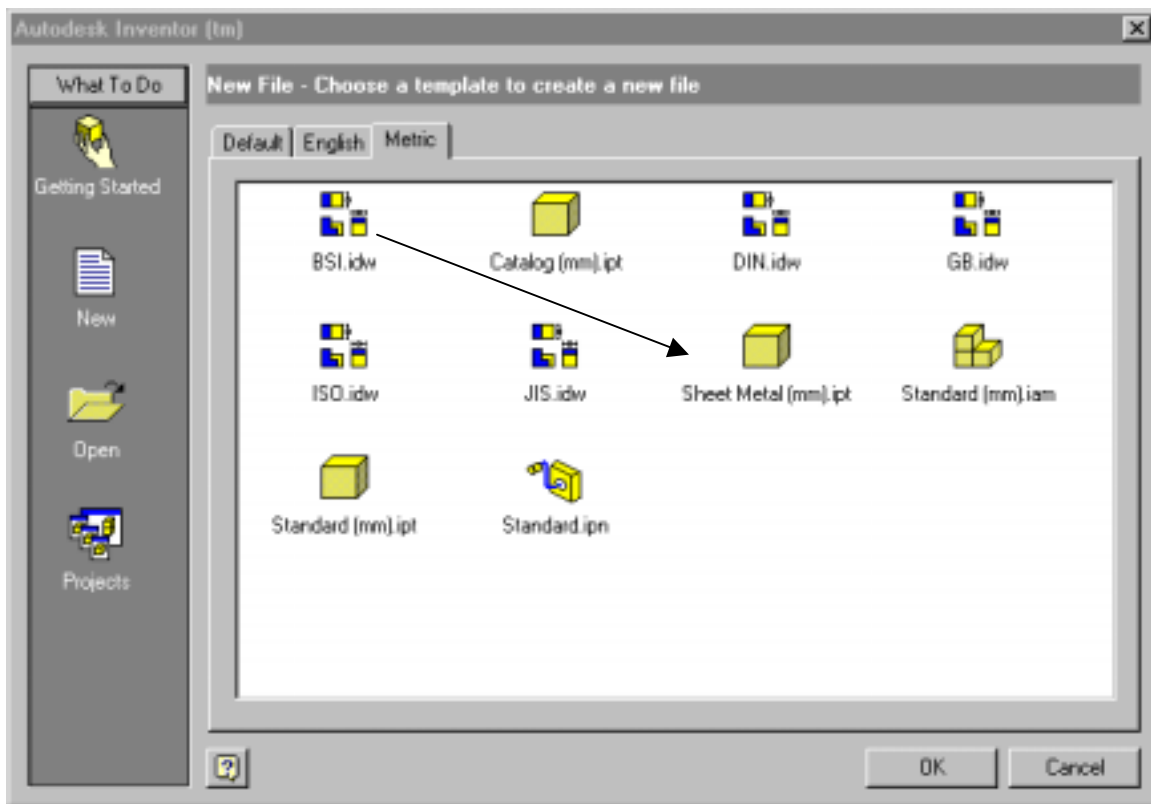 Autodesk Inventor (tm)
What To Do
New File - Choose a template to create a new file
Getting Started
New
Open
Projects
Default English Metric
BSI.idw Catalog (mm).ipt DIN.idw GB.idw
ISO.idw JIS.idw Sheet Metal (mm).ipt Standard (mm).iam
Standard (mm).ipt Standard.ipn
OK Cancel